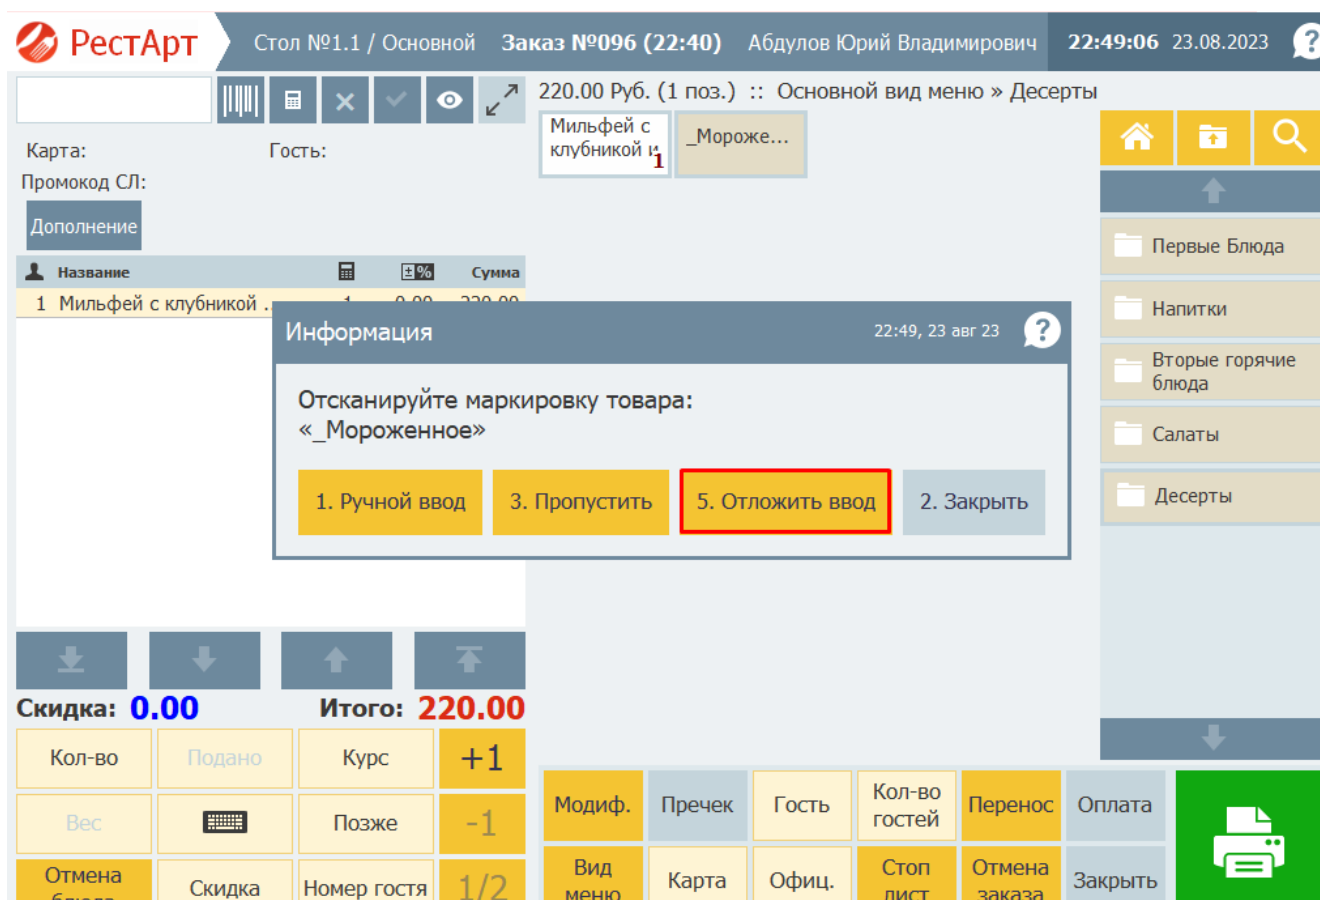 РестАрт
Стол №1.1 / Основной Заказ №096 (22:40) Абдулов Юрий Владимирович 22:49:06 23.08.2023 ?
220.00 Руб. (1 поз.) :: Основной вид меню » Десерты
Карта: Гость:
Промокод СЛ:
Дополнение
Название ±% Сумма
1 Мильфей с клубникой .
Мильфей с
клубникой
1
_Мороже...
Первые Блюда
Напитки
Вторые горячие
блюда
Салаты
Десерты
Информация 22:49, 23 авг 23 ?
Отсканируйте маркировку товара:
«_Мороженное»
1. Ручной ввод 3. Пропустить 5. Отложить ввод 2. Закрыть
Скидка: 0.00 Итого: 220.00
Кол-во Подано Курс +1
Вес Позже -1
Отмена
блюда
Скидка Номер гостя 1/2
Модиф. Пречек Гость Кол-во
гостей
Перенос Оплата
Вид
меню
Карта Офиц. Стоп
лист
Отмена
заказа
Закрыть